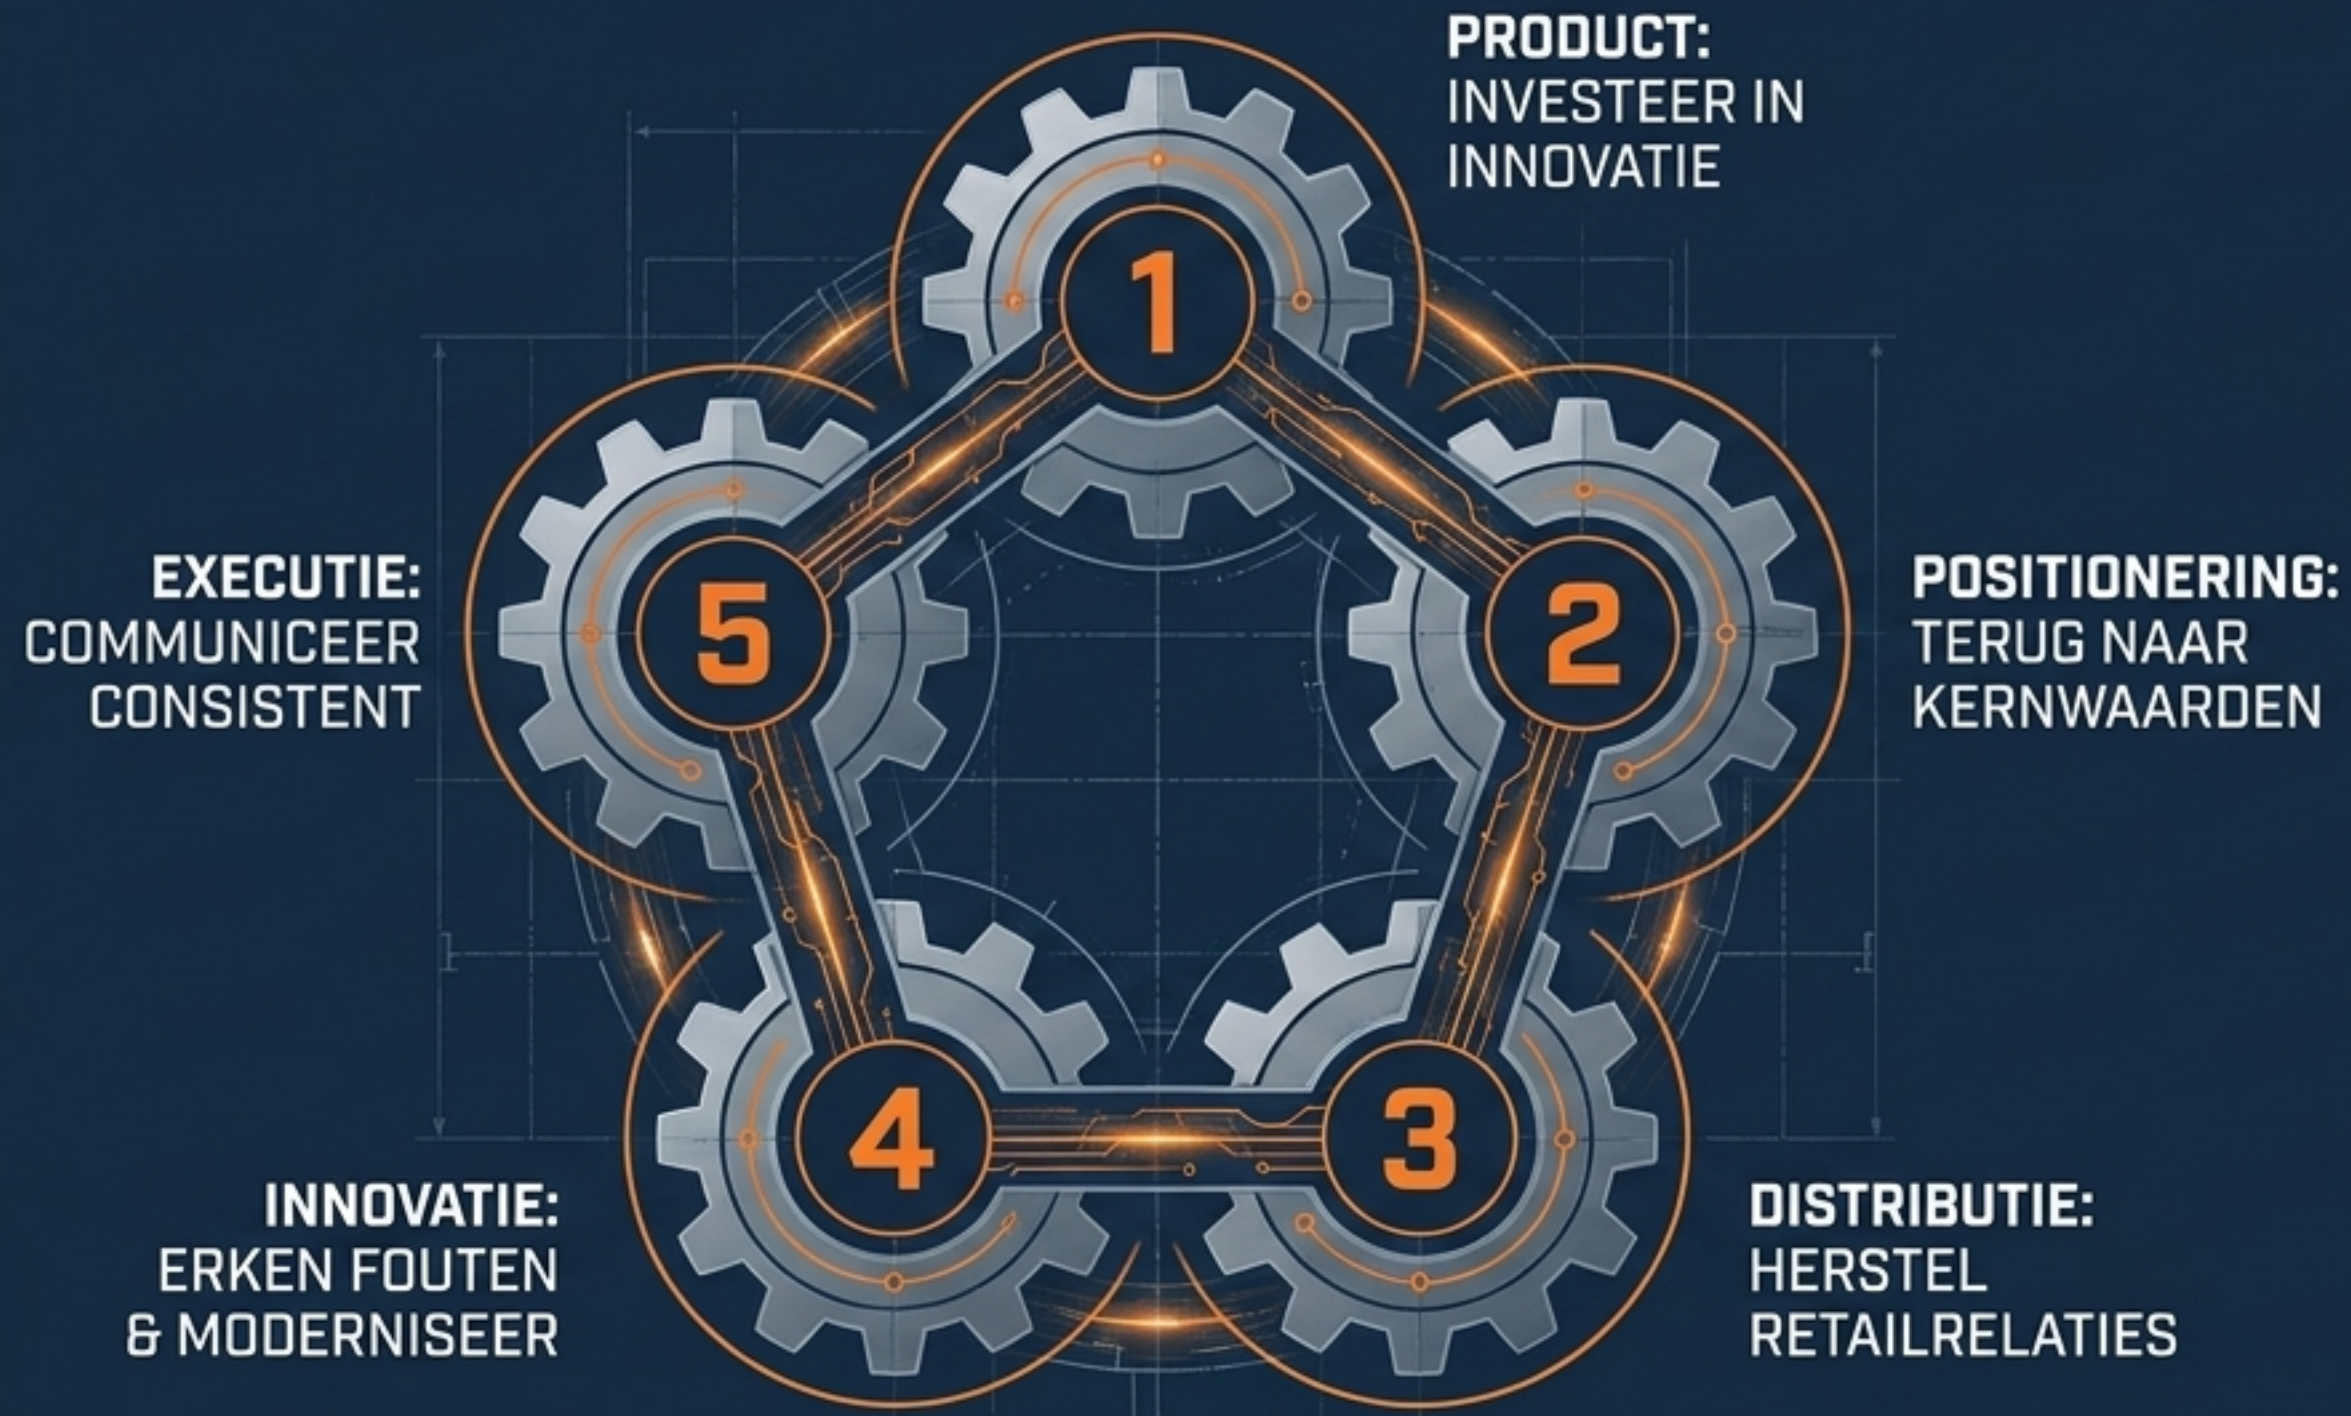 PRODUCT:
INVESTEER IN
INNOVATIE
1
5
2
EXECUTIE:
COMMUNICEER
CONSISTENT
POSITIONERING:
TERUG NAAR
KERNWAARDEN
4
3
INNOVATIE:
ERKEN FOUTEN
& MODERNISEER
DISTRIBUTIE:
HERSTEL
RETAILRELATIES